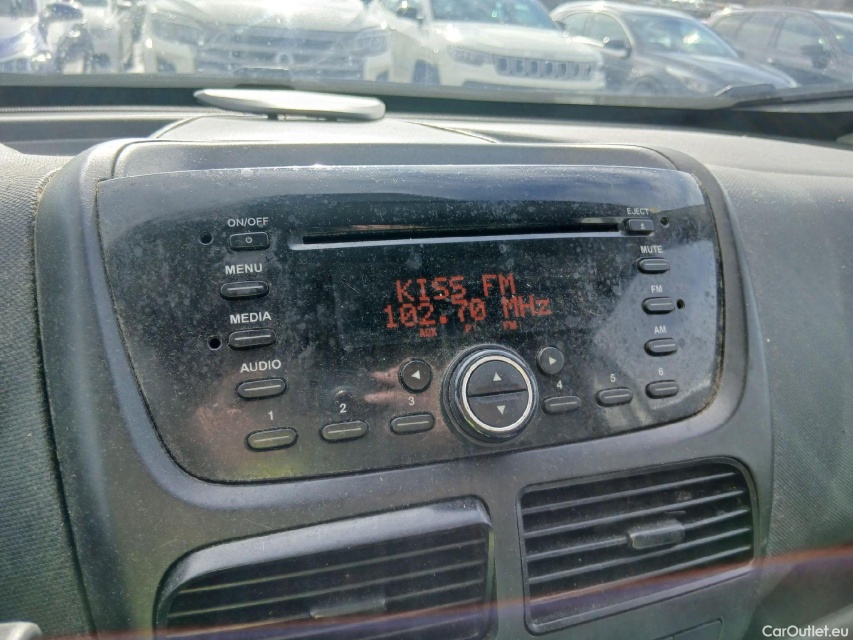 ON/OFF
EJECT
MENU
MUTE
MEDIA
FM
AUDIO
AM
KISS FM
102.70 MHz
1
2
3
4
5
6
CarOutlet.eu